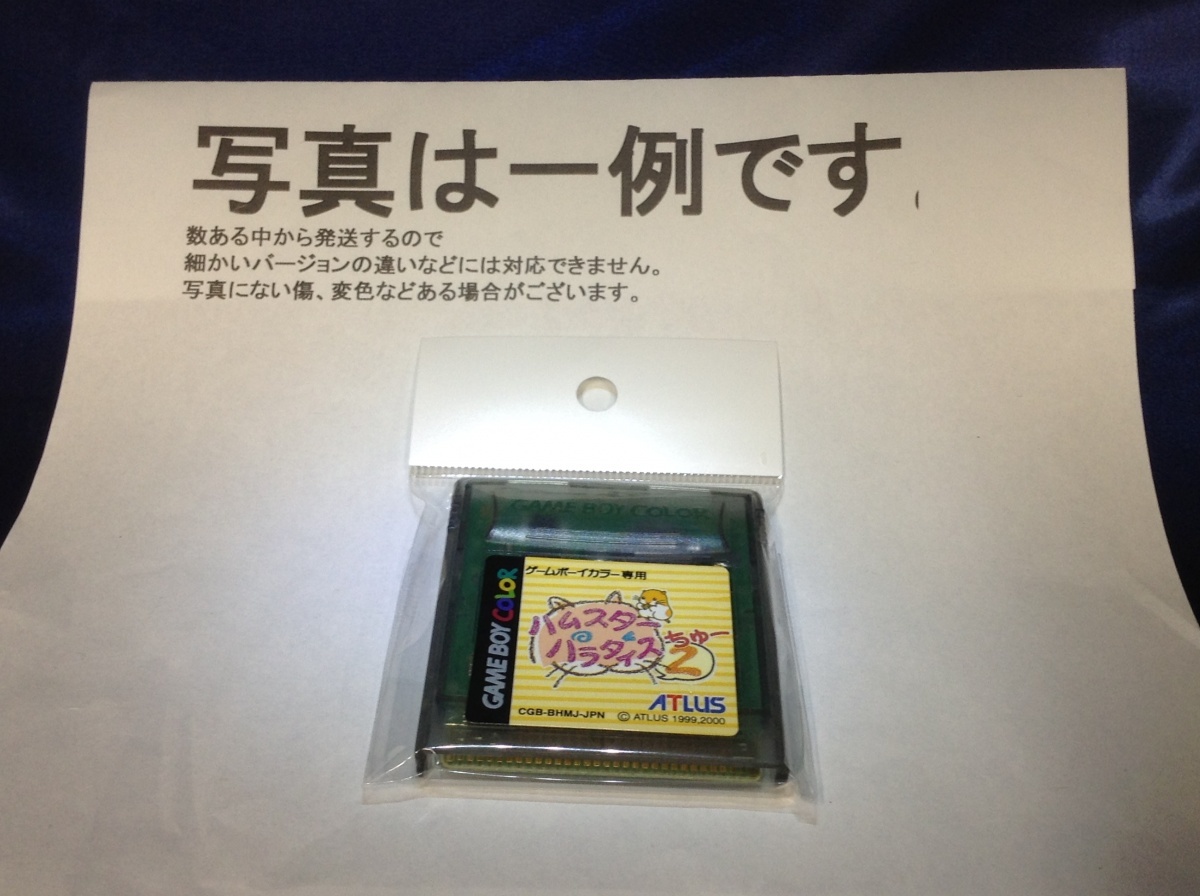 写真は一例です。
数ある中から発送するので
細かいバージョンの違いなどには対応できません。
写真にない傷、変色などある場合がございます。
GAME BOY COLOR
GAME BOY COLOR
ゲームボーイカラー専用
ハムスター
パラダイス
ちゅー
2
ATLUS
CGB-BHMJ-JPN
© ATLUS 1999,2000